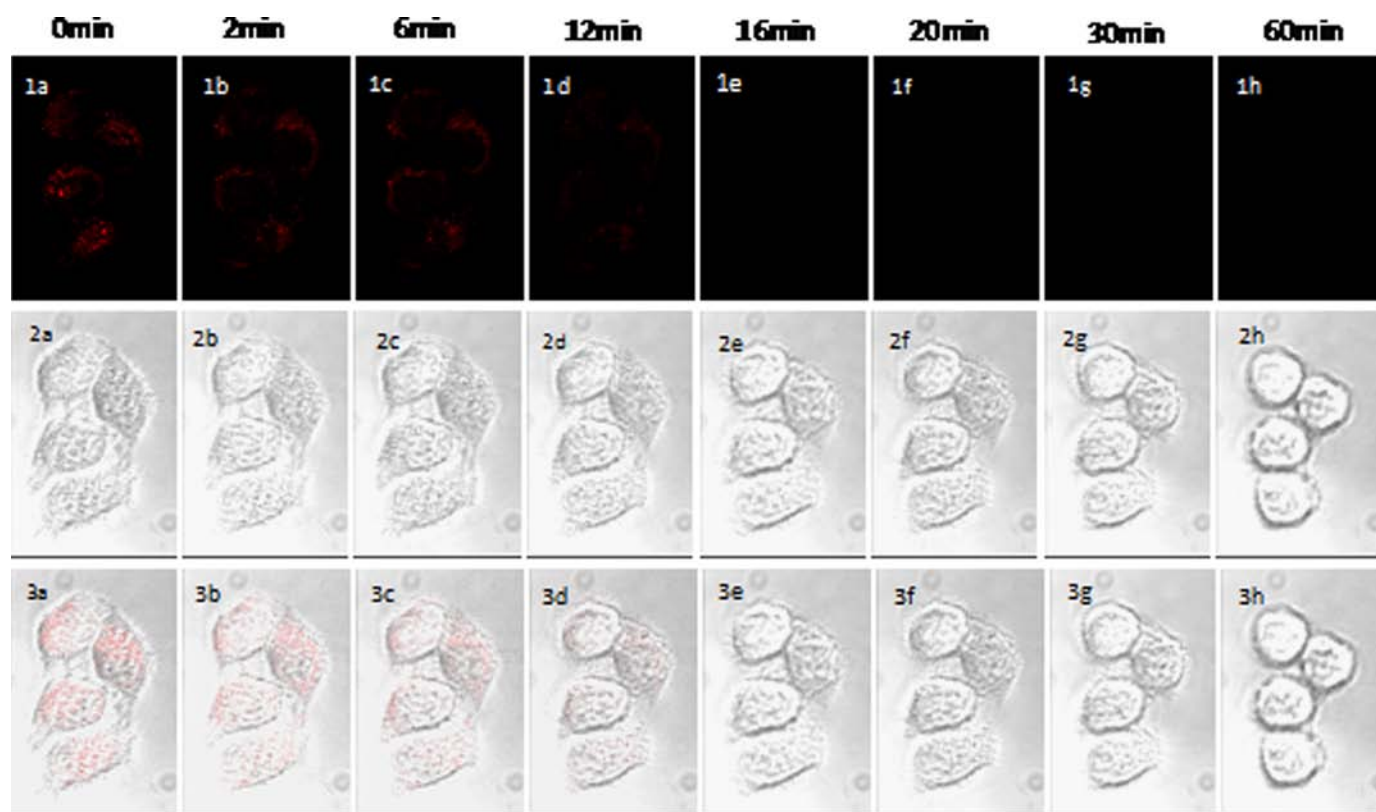 0min 2min 6min 12min 16min 20min 30min 60min
1a 1b 1c 1d 1e 1f 1g 1h
2a 2b 2c 2d 2e 2f 2g 2h
3a 3b 3c 3d 3e 3f 3g 3h